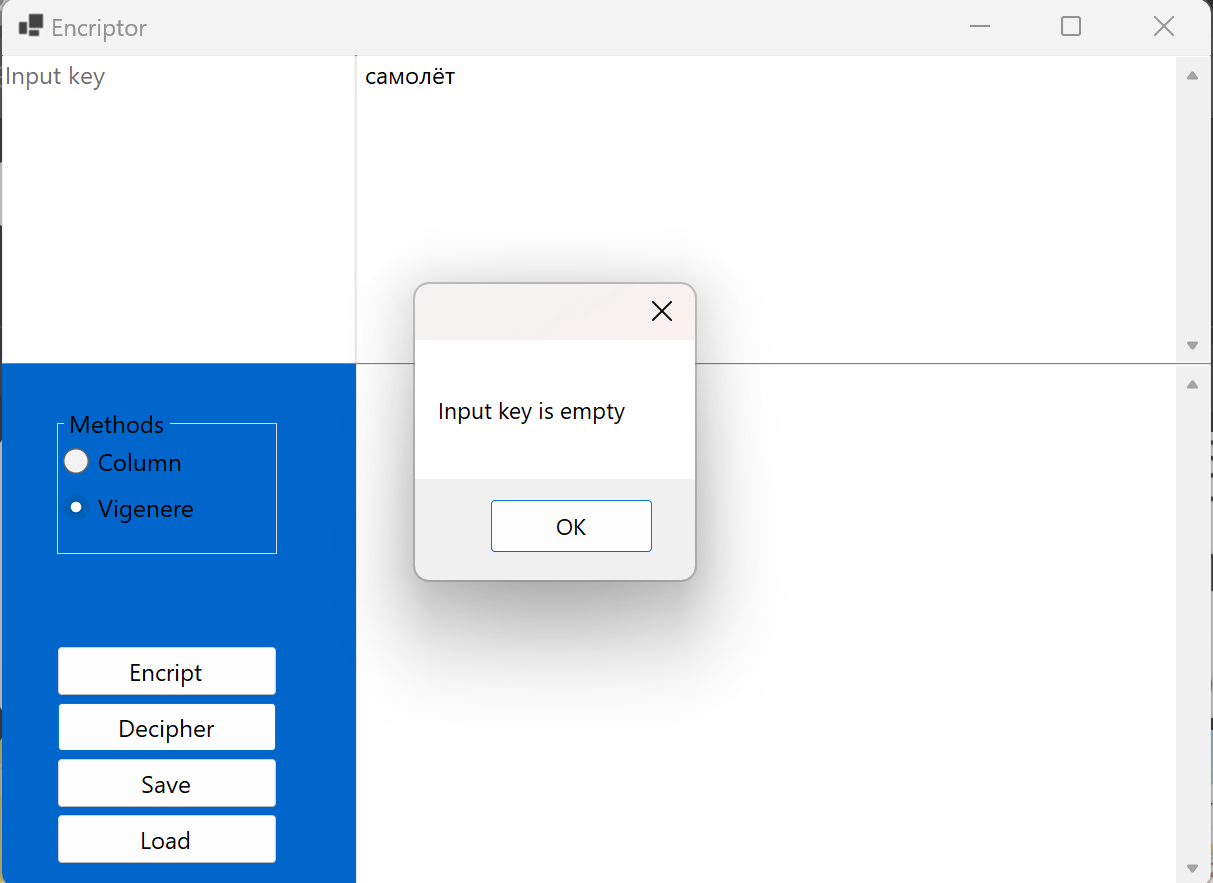 Encriptor
Input key
самолёт
Input key is empty
OK
Methods
Column
Vigenere
Encript
Decipher
Save
Load